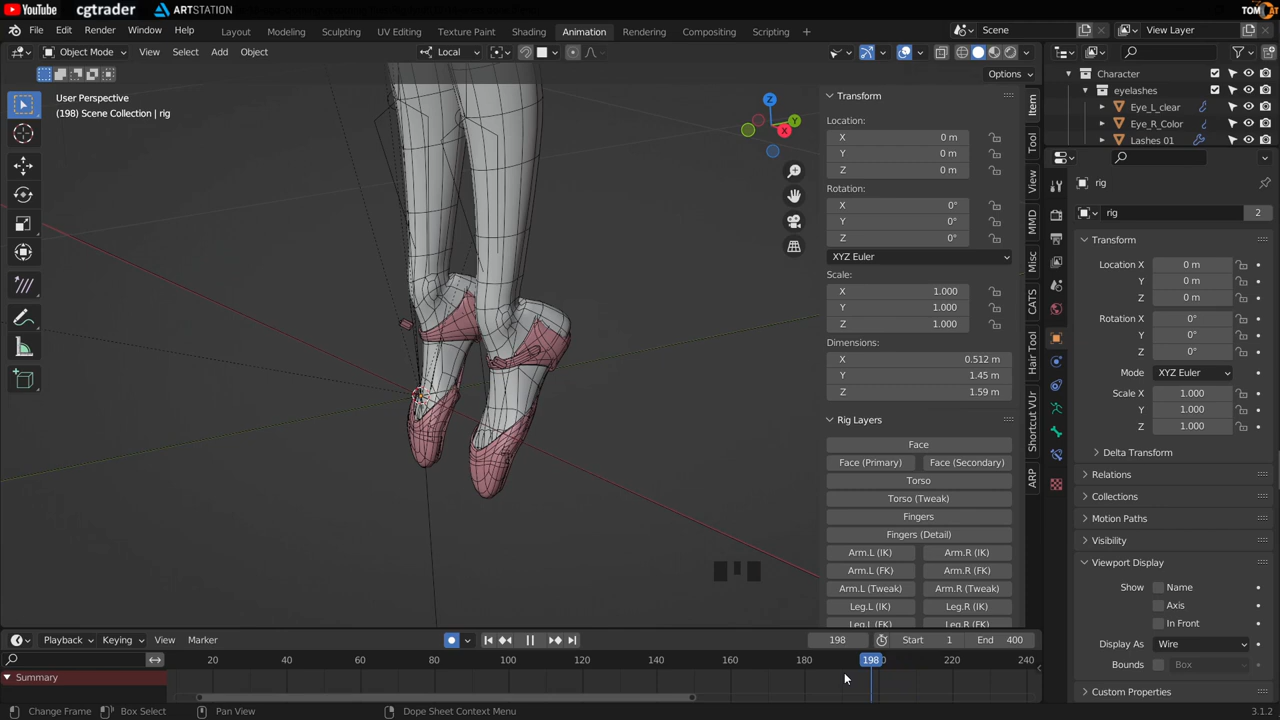 YouTube cgtrader ARTSTATION TOMCAT
File Edit Render Window Help Layout Modeling Sculpting UV Editing Texture Paint Shading Animation Rendering Compositing Scripting + Scene View Layer
Object Mode View Select Add Object Local
Options
User Perspective
(198) Scene Collection | rig
Z
Y
X
Transform
Location:
X 0 m
Y 0 m
Z 0 m
Rotation:
X 0°
Y 0°
Z 0°
XYZ Euler
Scale:
X 1.000
Y 1.000
Z 1.000
Dimensions:
X 0.512 m
Y 1.45 m
Z 1.59 m
Rig Layers
Face
Face (Primary) Face (Secondary)
Torso
Torso (Tweak)
Fingers
Fingers (Detail)
Arm.L (IK) Arm.R (IK)
Arm.L (FK) Arm.R (FK)
Arm.L (Tweak) Arm.R (Tweak)
Leg.L (IK) Leg.R (IK)
Leg.L (FK) Leg.R (FK)
Item
Tool
View
MMD
Misc
CATS
Hair Tool
Shortcut VUr
ARP
Character
eyelashes
Eye_L_clear
Eye_R_Color
Lashes 01
rig
rig 2
Transform
Location X 0 m
Y 0 m
Z 0 m
Rotation X 0°
Y 0°
Z 0°
Mode XYZ Euler
Scale X 1.000
Y 1.000
Z 1.000
Delta Transform
Relations
Collections
Motion Paths
Visibility
Viewport Display
Show Name
Axis
In Front
Display As Wire
Bounds Box
Custom Properties
Playback Keying View Marker 198 Start 1 End 400
20 40 60 80 100 120 140 160 180 198 220 240
Summary
Change Frame Box Select Pan View Dope Sheet Context Menu 3.1.2